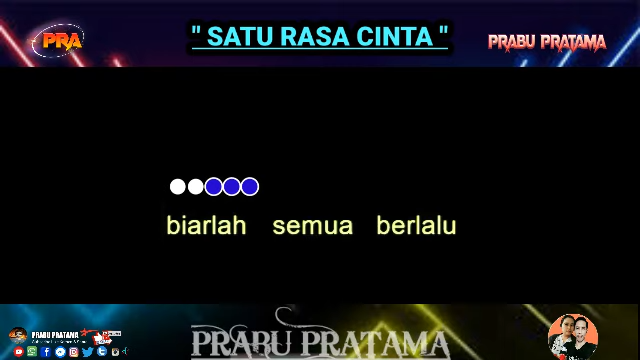 PRA
" SATU RASA CINTA "
PRABU PRATAMA
biarlah semua berlalu
PRABU PRATAMA
PRABU PRATAMA